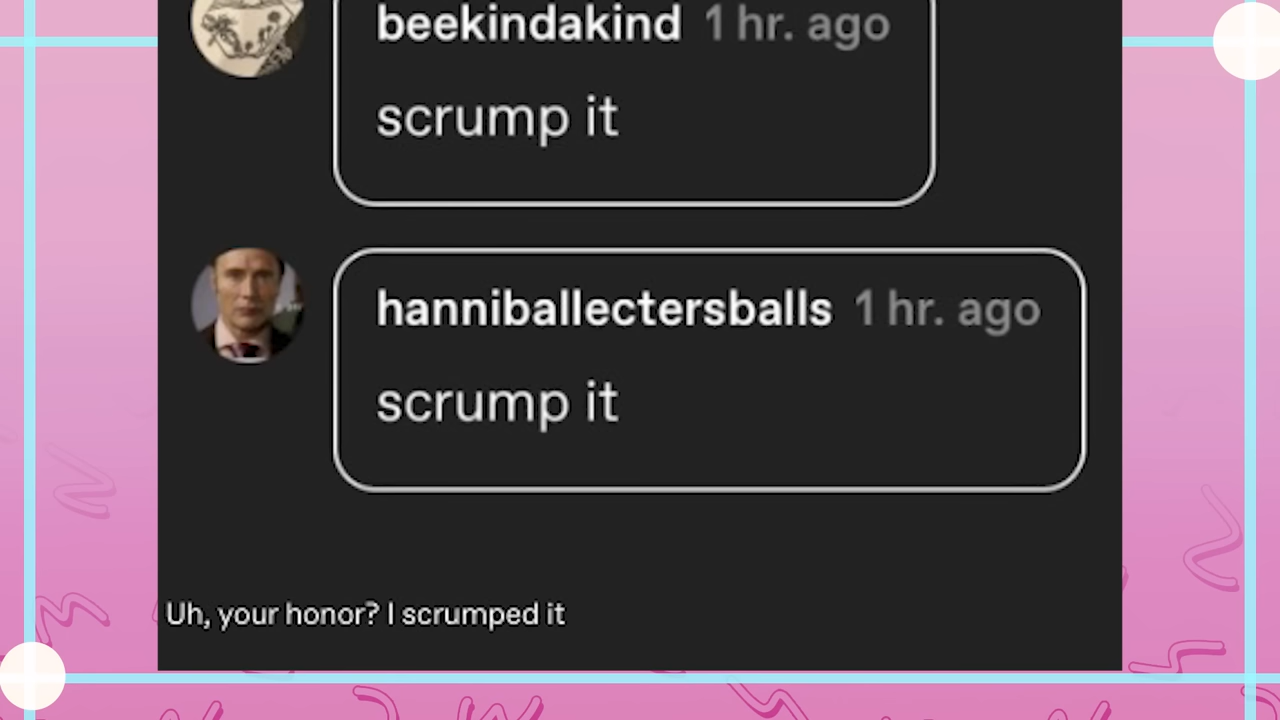 beekindakind 1 hr. ago
scrump it
hanniballectersballs 1 hr. ago
scrump it
Uh, your honor? I scrumped it